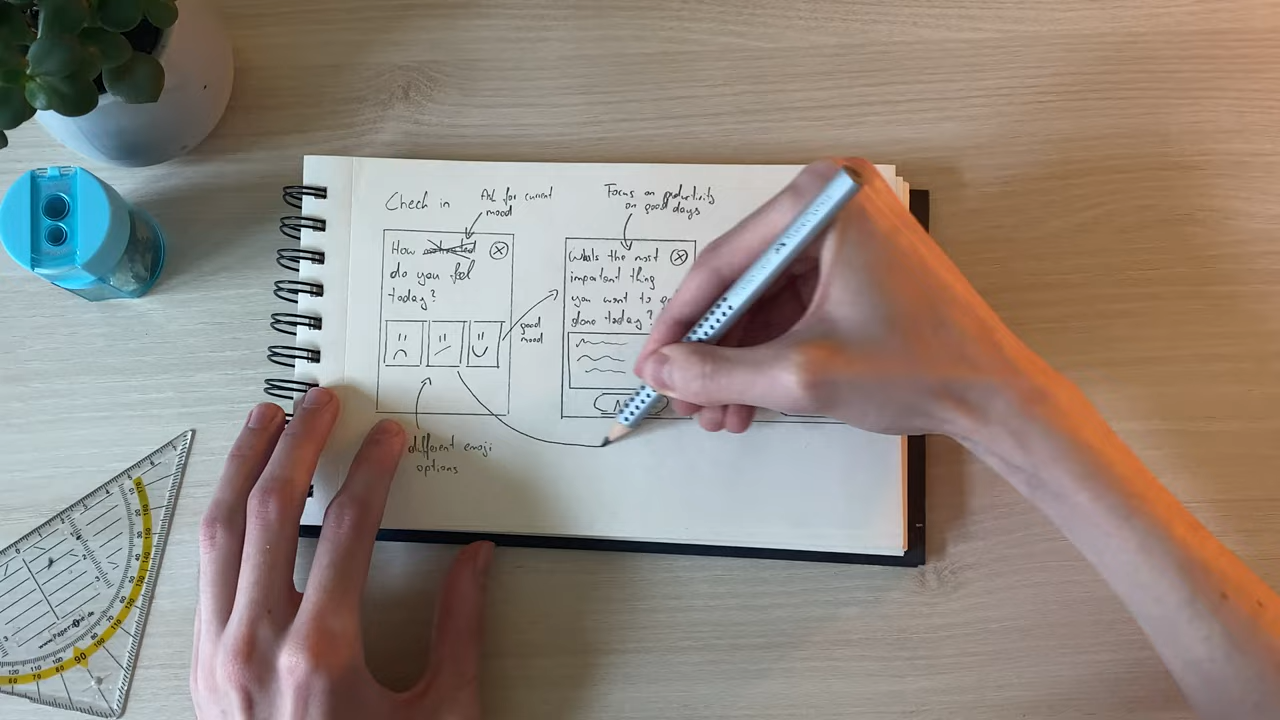 Check in
Ask for current
mood
Focus on productivity
on good days
How
do you feel
today?
What's the most
important thing
you want to
done today?
good
mood
different emoji
options
90